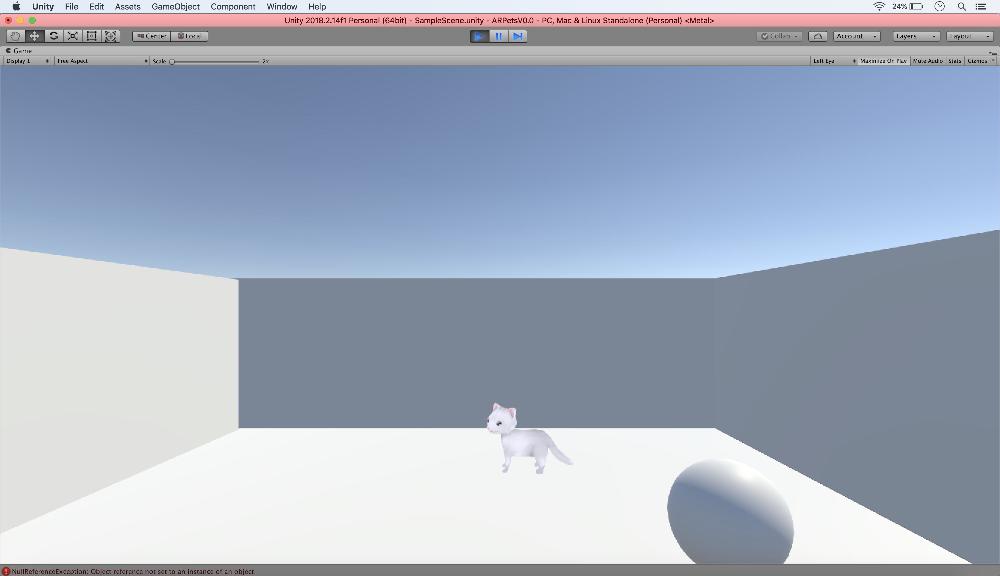 Unity File Edit Assets GameObject Component Window Help 24%
Unity 2018.2.14f1 Personal (64bit) - SampleScene.unity - ARPetsV0.0 - PC, Mac & Linux Standalone (Personal) <Metal>
Center Local Collab Account Layers Layout
Game
Display 1 Free Aspect Scale 2x Left Eye Maximize On Play Mute Audio Stats Gizmos
NullReferenceException: Object reference not set to an instance of an object